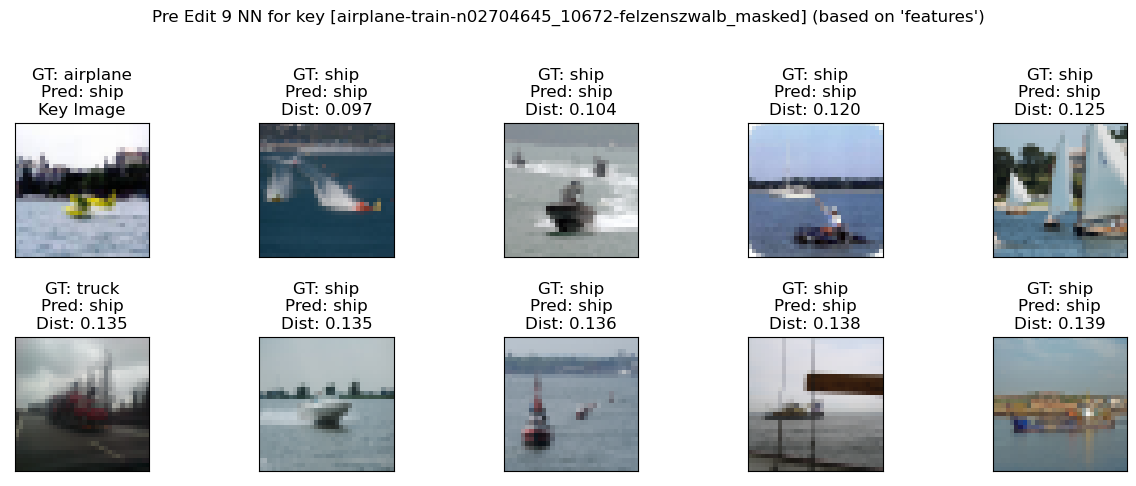 Pre Edit 9 NN for key [airplane-train-n02704645_10672-felzenszwalb_masked] (based on 'features')
GT: airplane
Pred: ship
Key Image
GT: ship
Pred: ship
Dist: 0.097
GT: ship
Pred: ship
Dist: 0.104
GT: ship
Pred: ship
Dist: 0.120
GT: ship
Pred: ship
Dist: 0.125
GT: truck
Pred: ship
Dist: 0.135
GT: ship
Pred: ship
Dist: 0.135
GT: ship
Pred: ship
Dist: 0.136
GT: ship
Pred: ship
Dist: 0.138
GT: ship
Pred: ship
Dist: 0.139